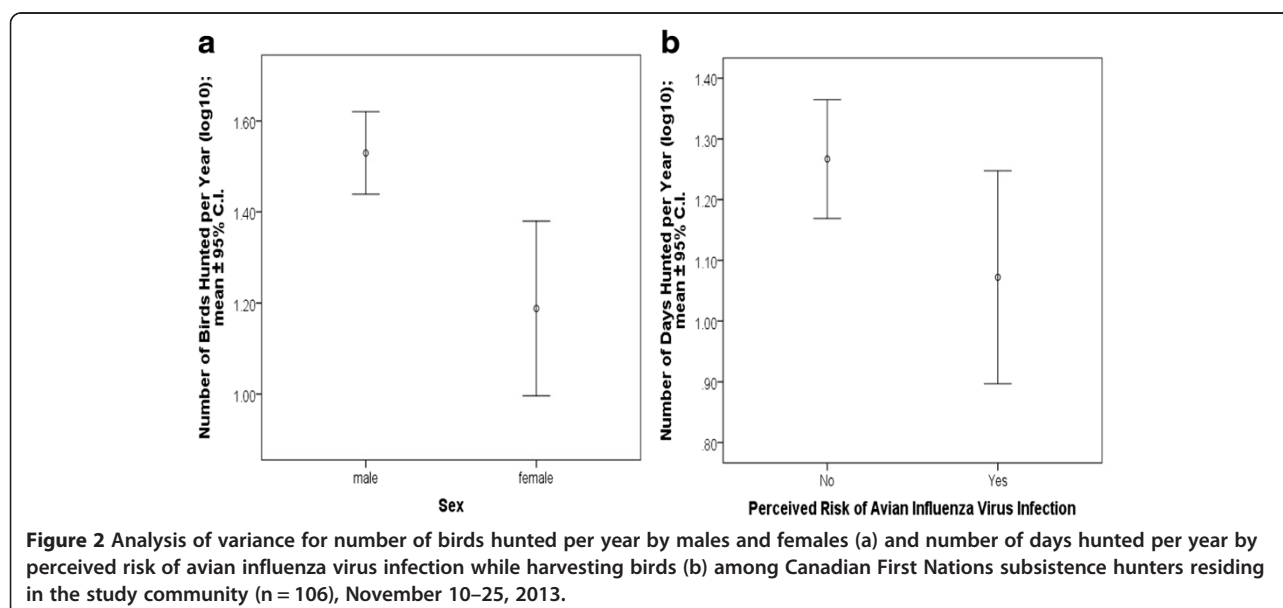 a
Number of Birds Hunted per Year (log10);
mean ± 95% C.I.
1.60
1.40
1.20
1.00
male
female
Sex
b
Number of Days Hunted per Year (log10);
mean ± 95% C.I.
1.40
1.30
1.20
1.10
1.00
.90
.80
No
Yes
Perceived Risk of Avian Influenza Virus Infection
Figure 2 Analysis of variance for number of birds hunted per year by males and females (a) and number of days hunted per year by
perceived risk of avian influenza virus infection while harvesting birds (b) among Canadian First Nations subsistence hunters residing
in the study community (n = 106), November 10–25, 2013.